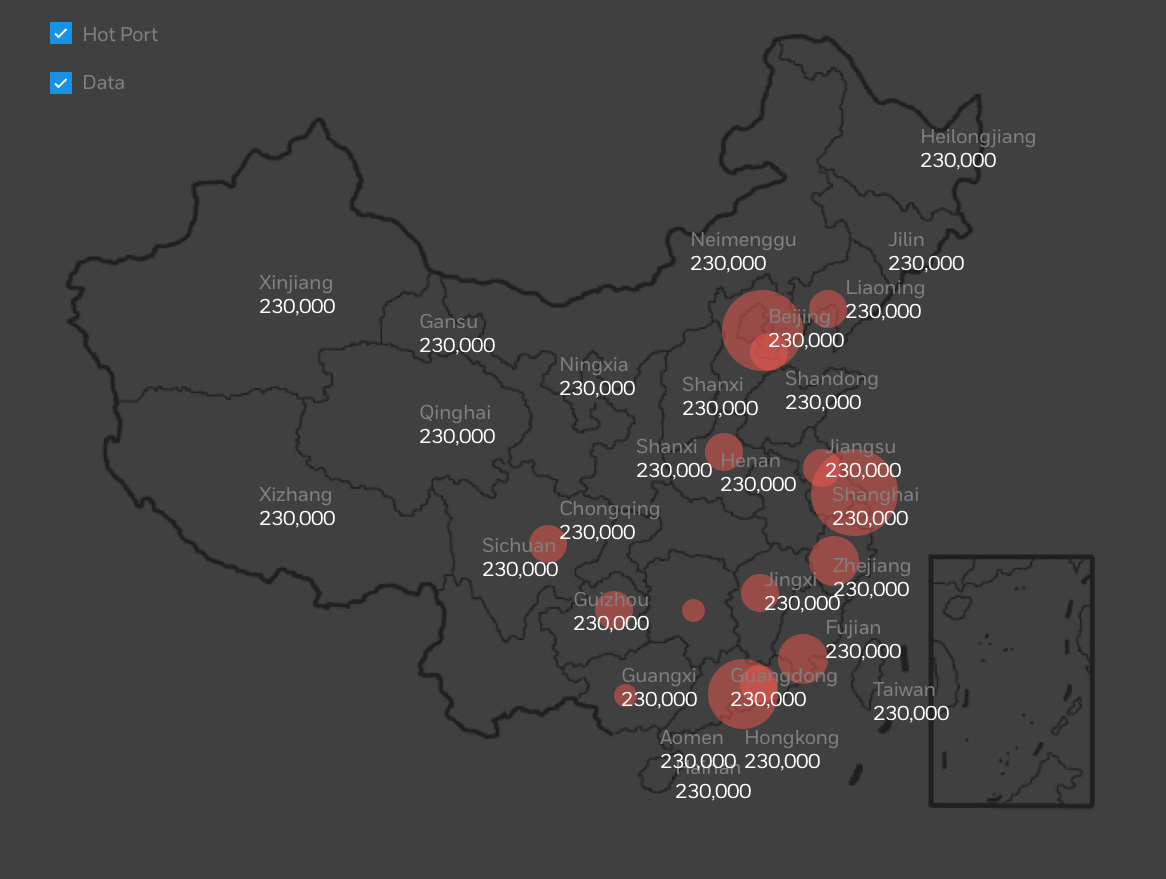 Hot Port
Data
Heilongjiang
230,000
Neimenggu
230,000
Jilin
230,000
Xinjiang
230,000
Liaoning
230,000
Gansu
230,000
Beijing
230,000
Ningxia
230,000
Shanxi
230,000
Shandong
230,000
Qinghai
230,000
Shanxi
230,000
Henan
230,000
Jiangsu
230,000
Xizhang
230,000
Shanghai
230,000
Chongqing
230,000
Sichuan
230,000
Zhejiang
230,000
Jingxi
230,000
Guizhou
230,000
Fujian
230,000
Guangxi
230,000
Guangdong
230,000
Taiwan
230,000
Aomen
230,000
Hongkong
230,000
Hainan
230,000